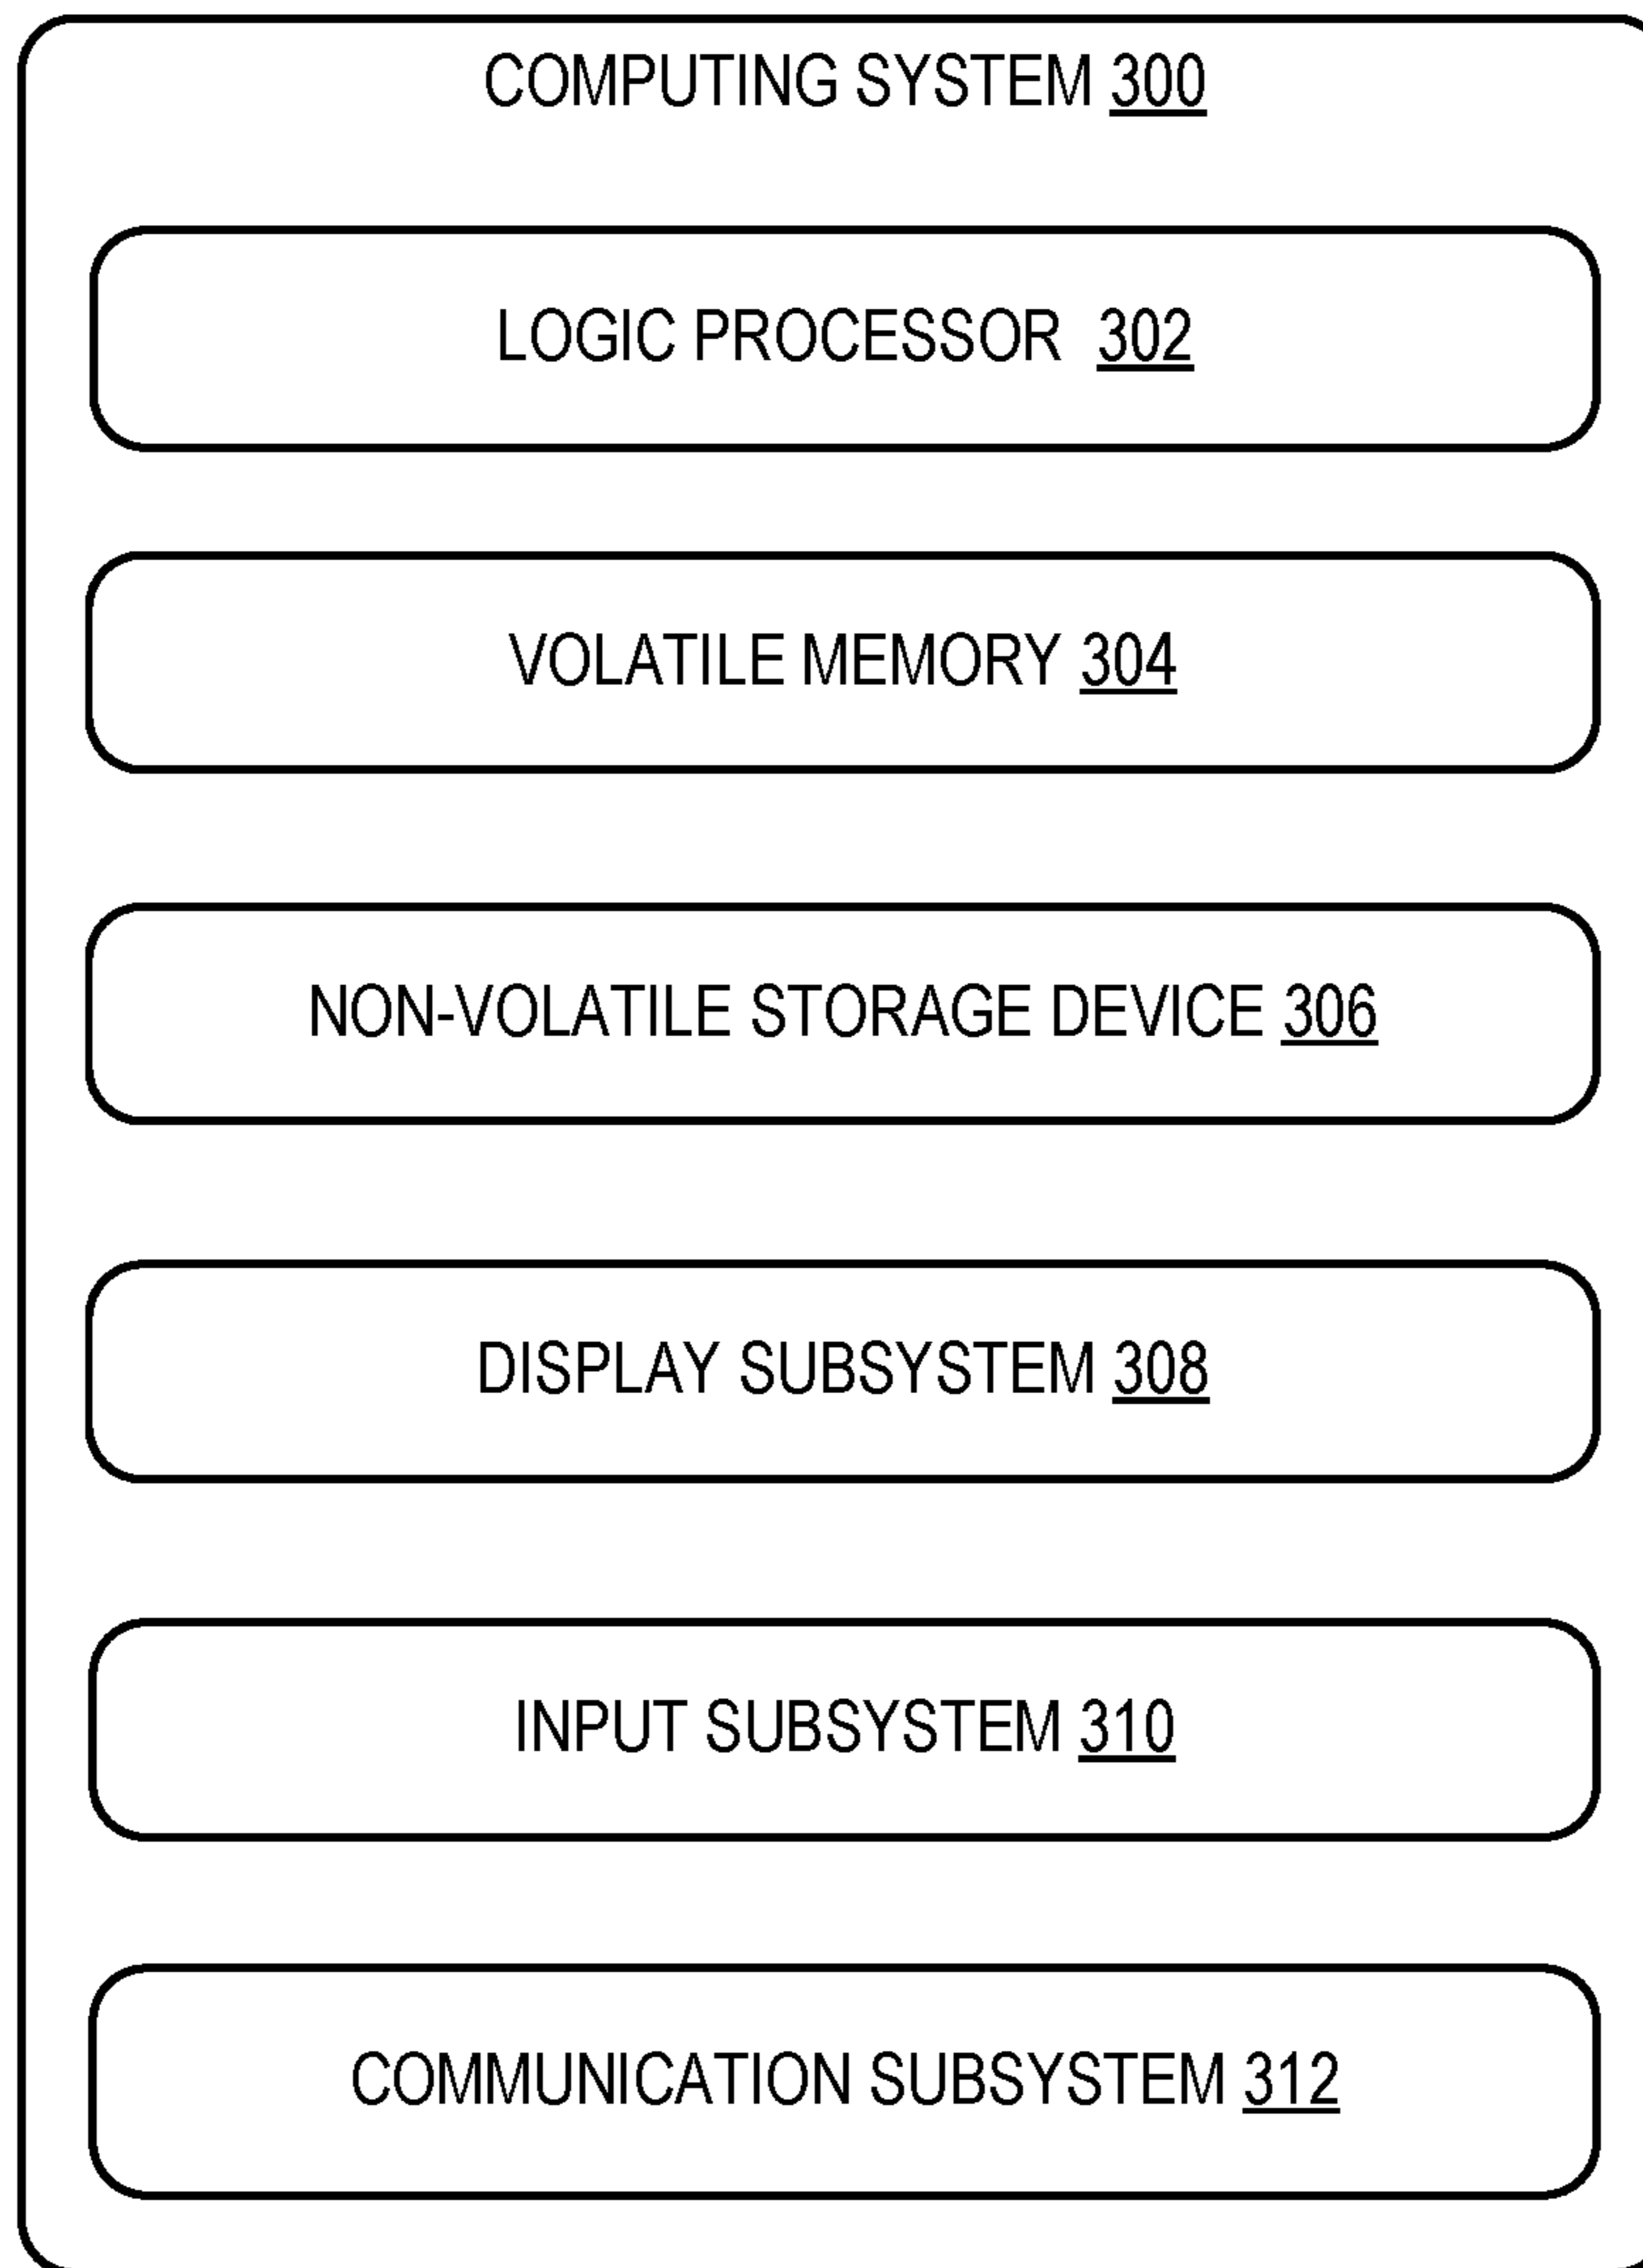 COMPUTING SYSTEM 300
LOGIC PROCESSOR 302
VOLATILE MEMORY 304
NON-VOLATILE STORAGE DEVICE 306
DISPLAY SUBSYSTEM 308
INPUT SUBSYSTEM 310
COMMUNICATION SUBSYSTEM 312